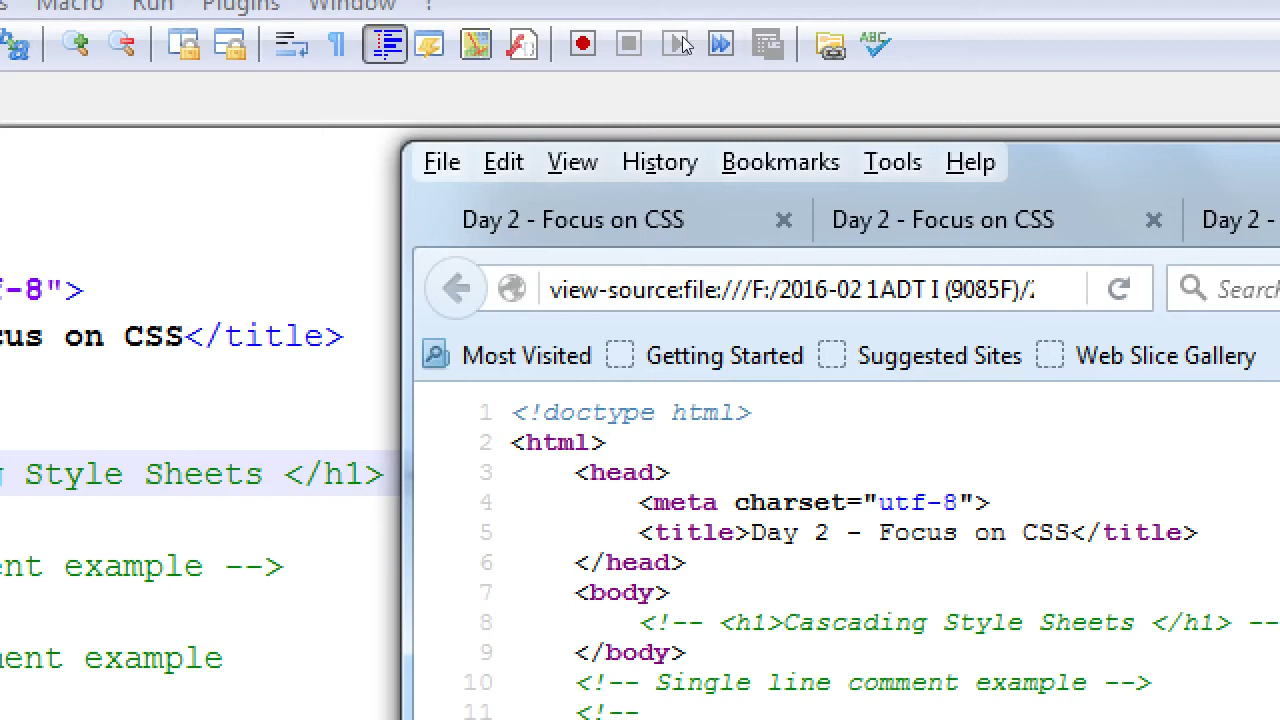 Macro Run Plugins Window ?
ABC
File Edit View History Bookmarks Tools Help
Day 2 - Focus on CSS Day 2 - Focus on CSS Day 2 -
f-8">
view-source:file:///F:/2016-02 1ADT I (9085F)/ Search
cus on CSS</title>
Most Visited Getting Started Suggested Sites Web Slice Gallery
1 <!doctype html>
2 <html>
3 <head>
g Style Sheets </h1>
4 <meta charset="utf-8">
5 <title>Day 2 - Focus on CSS</title>
6 </head>
ent example -->
7 <body>
8 <!-- <h1>Cascading Style Sheets </h1> --
9 </body>
ment example
10 <!-- Single line comment example -->
11 <!--